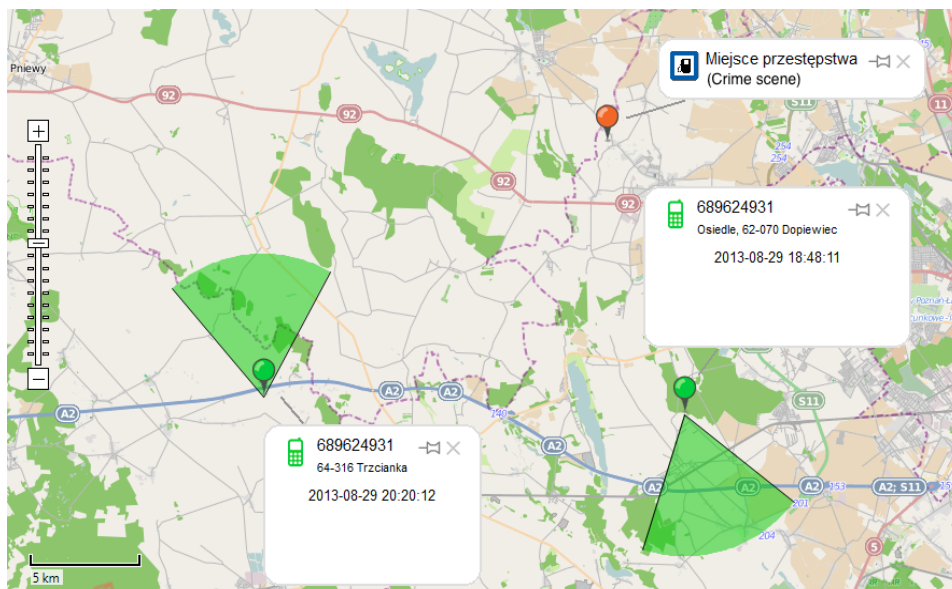 Pniewy
92
92
92
92
Miejsce przestępstwa
(Crime scene)
S11
11
254
254
689624931
Osiedle, 62-070 Dopiewiec
2013-08-29 18:48:11
S11
A2
A2
A2
140
A2
A2
A2
A2
153
A2; S11
201
204
5
689624931
64-316 Trzcianka
2013-08-29 20:20:12
5 km